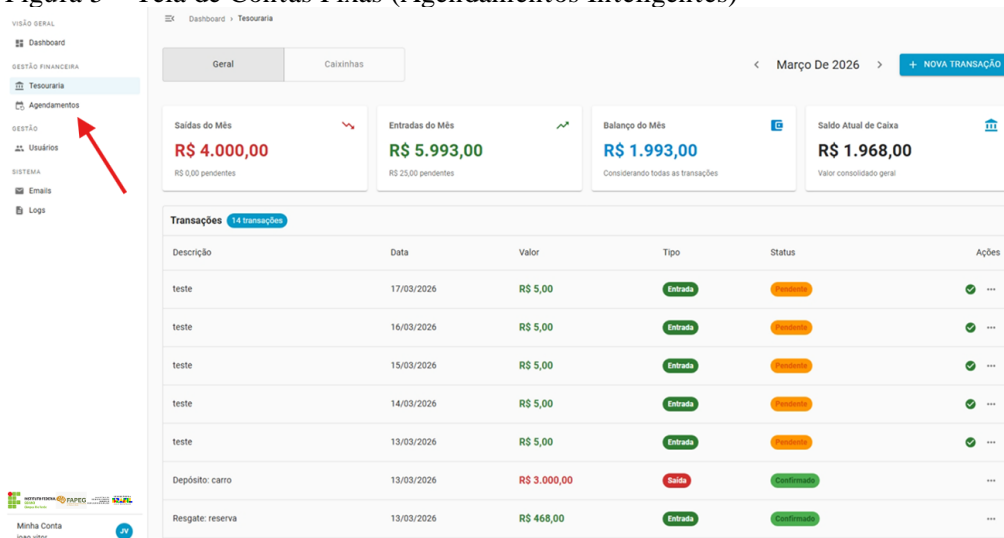 Figura 3 – Tela de Contas Fixas (Agendamentos Inteligentes)
VISÃO GERAL
Dashboard
GESTÃO FINANCEIRA
Tesouraria
Agendamentos
GESTÃO
Usuários
SISTEMA
Emails
Logs
FAPEG
Minha Conta
JV
Dashboard › Tesouraria
Geral Caixinhas
‹ Março De 2026 ›
+ NOVA TRANSAÇÃO
Saídas do Mês
R$ 4.000,00
R$ 0,00 pendentes
Entradas do Mês
R$ 5.993,00
R$ 25,00 pendentes
Balanço do Mês
R$ 1.993,00
Considerando todas as transações
Saldo Atual de Caixa
R$ 1.968,00
Valor consolidado geral
Transações 14 transações
Descrição Data Valor Tipo Status Ações
teste 17/03/2026 R$ 5,00 Entrada Pendente ...
teste 16/03/2026 R$ 5,00 Entrada Pendente ...
teste 15/03/2026 R$ 5,00 Entrada Pendente ...
teste 14/03/2026 R$ 5,00 Entrada Pendente ...
teste 13/03/2026 R$ 5,00 Entrada Pendente ...
Depósito: carro 13/03/2026 R$ 3.000,00 Saída Confirmado ...
Resgate: reserva 13/03/2026 R$ 468,00 Entrada Confirmado ...